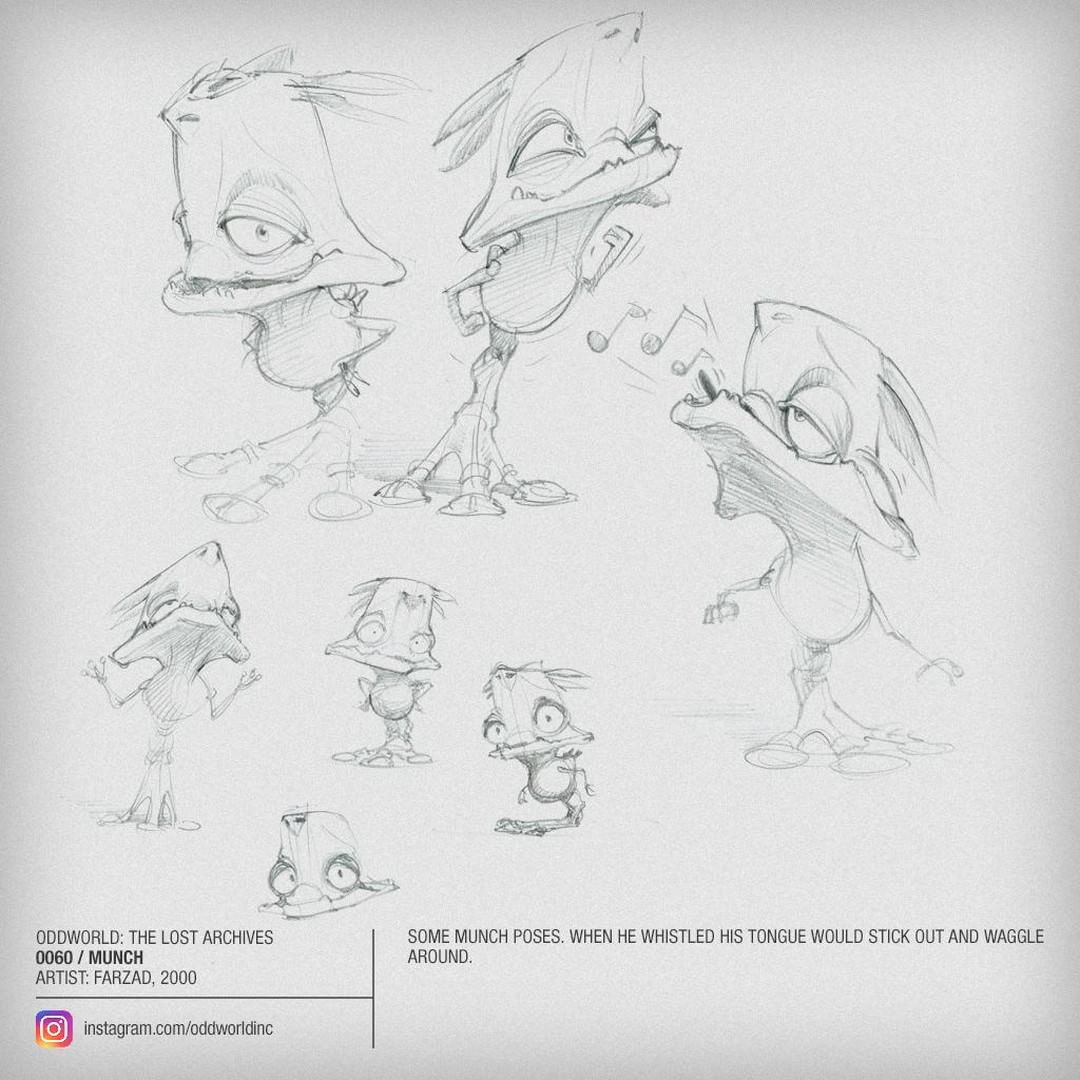 ODDWORLD: THE LOST ARCHIVES
0060 / MUNCH
ARTIST: FARZAD, 2000
instagram.com/oddworldinc
SOME MUNCH POSES. WHEN HE WHISTLED HIS TONGUE WOULD STICK OUT AND WAGGLE
AROUND.